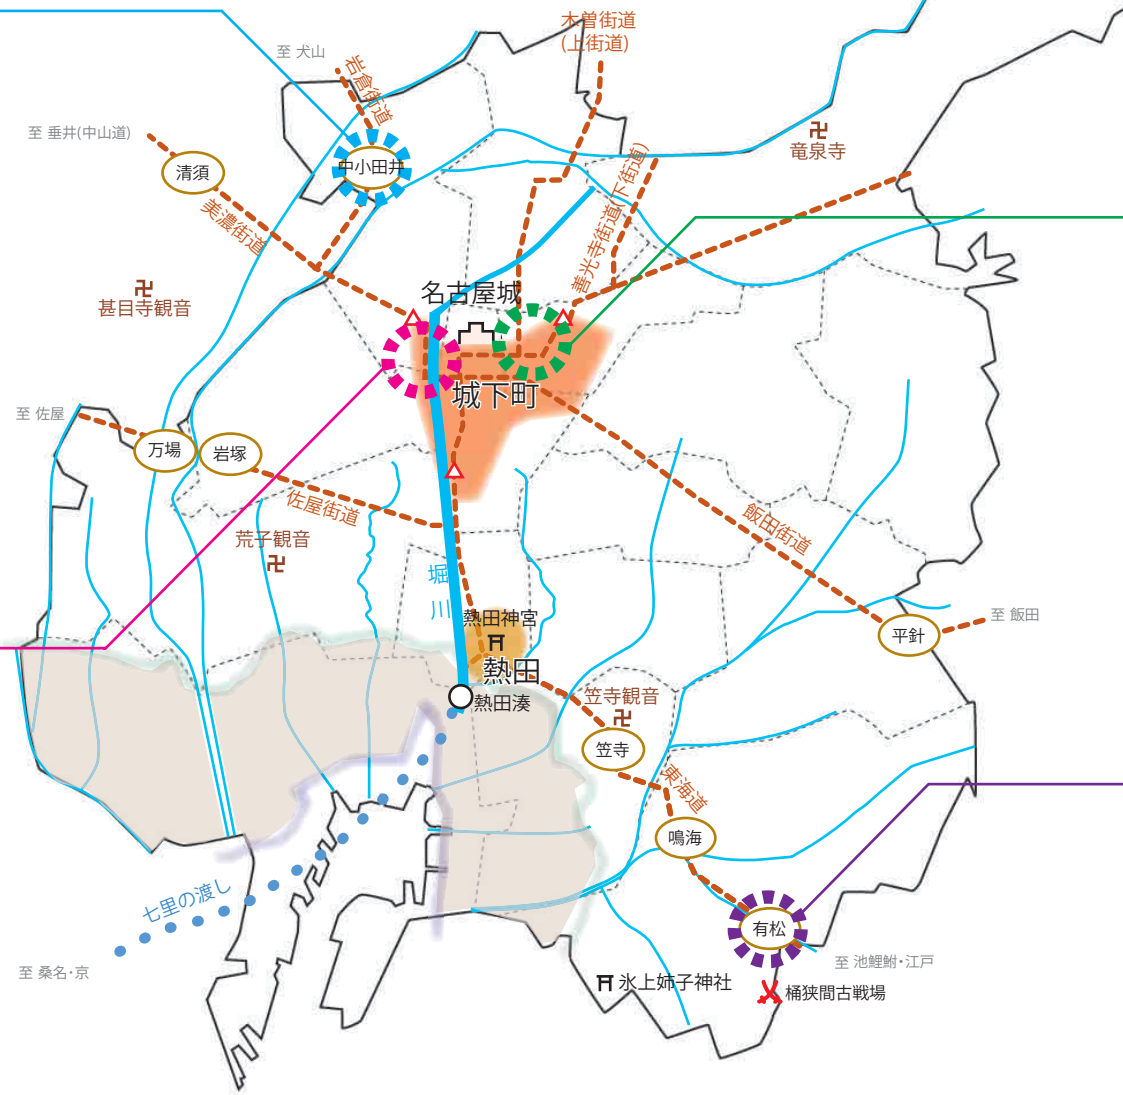 木曽街道
(上街道)
至 犬山
岩倉街道
至 垂井(中山道)
清須
中小田井
竜泉寺
美濃街道
善光寺街道(下街道)
甚目寺観音
名古屋城
城下町
至 佐屋
万場
岩塚
佐屋街道
飯田街道
荒子観音
堀川
熱田神宮
至 飯田
平針
熱田
熱田湊
笠寺観音
笠寺
東海道
鳴海
七里の渡し
有松
至 桑名・京
至 池鯉鮒・江戸
氷上姉子神社
桶狭間古戦場